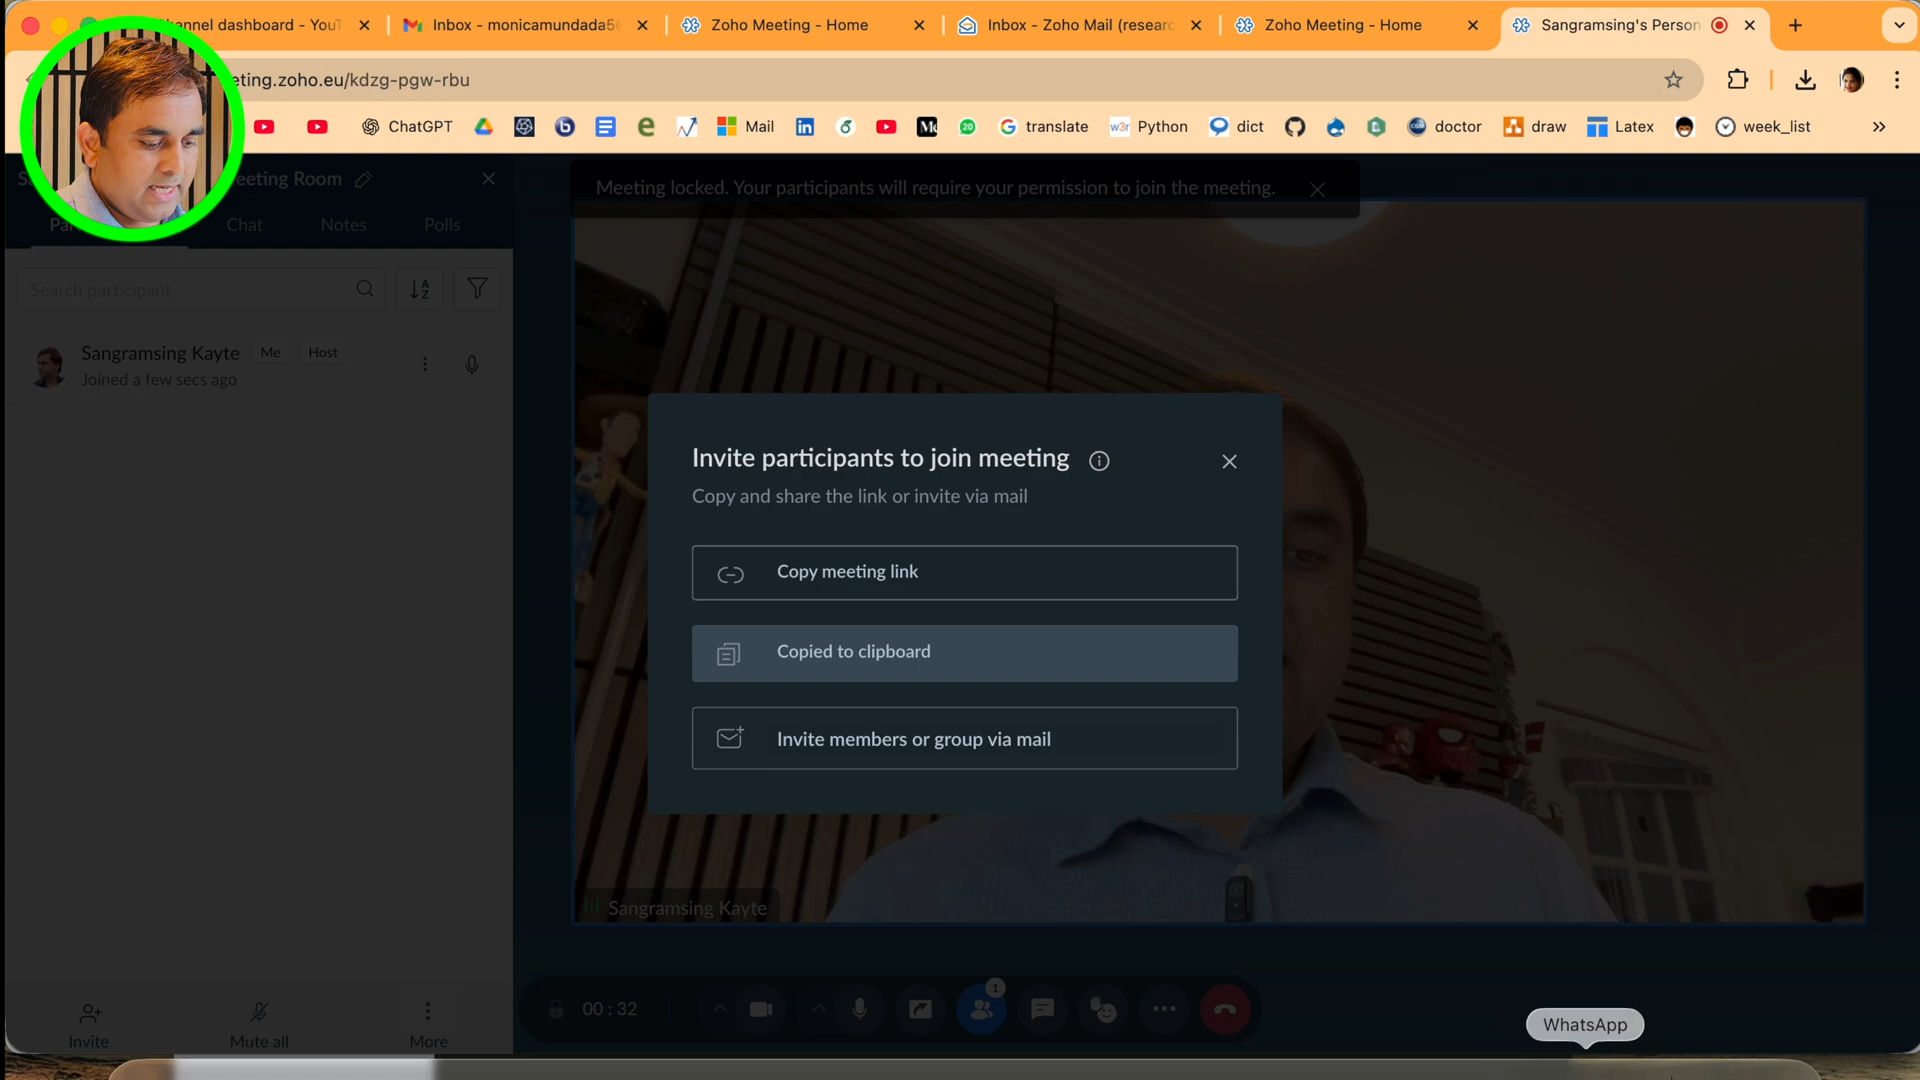 hannel dashboard - YouT
Inbox - monicamundada5@
Zoho Meeting - Home
Inbox - Zoho Mail (researc
Zoho Meeting - Home
Sangramsing's Person
eting.zoho.eu/kdzg-pgw-rbu
ChatGPT
Mail
in
translate
w3r
Python
dict
doctor
draw
Latex
week_list
eeting Room
Chat
Notes
Polls
Meeting locked. Your participants will require your permission to join the meeting.
Search participant
Sangramsing Kayte Me Host
Joined a few secs ago
Invite participants to join meeting
Copy and share the link or invite via mail
Copy meeting link
Copied to clipboard
Invite members or group via mail
Sangramsing Kayte
00 : 32
1
Invite
Mute all
More
WhatsApp